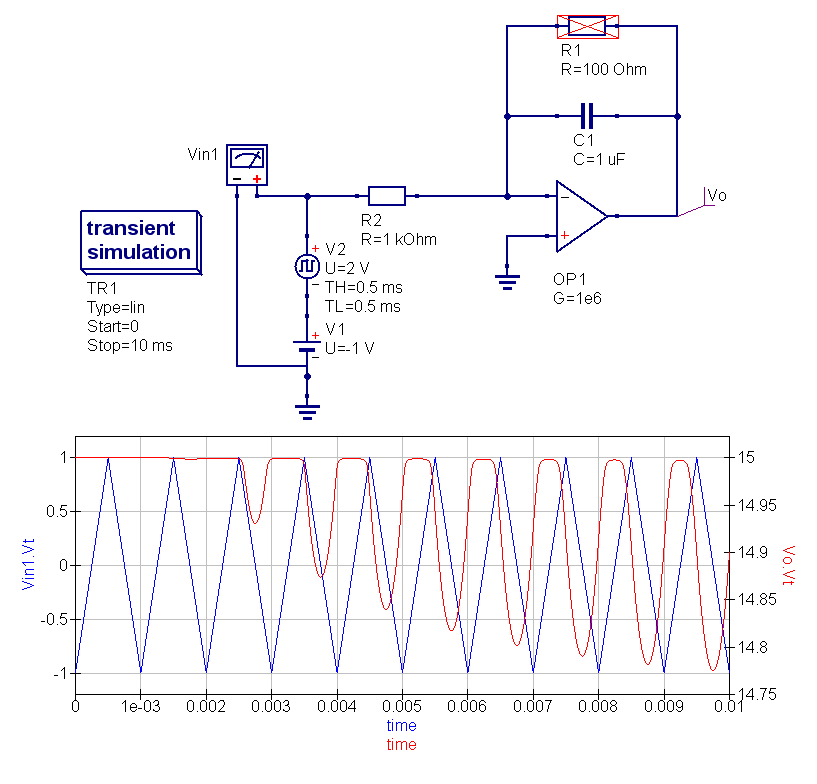 R1
R=100 Ohm
C1
C=1 uF
Vin1
− +
R2
R=1 kOhm
−
+
Vo
OP1
G=1e6
transient
simulation
TR1
Type=lin
Start=0
Stop=10 ms
+
−
V2
U=2 V
TH=0.5 ms
TL=0.5 ms
+
−
V1
U=-1 V
1
0.5
0
-0.5
-1
Vin1.Vt
15
14.95
14.9
14.85
14.8
14.75
Vo.Vt
0 1e-03 0.002 0.003 0.004 0.005 0.006 0.007 0.008 0.009 0.01
time
time